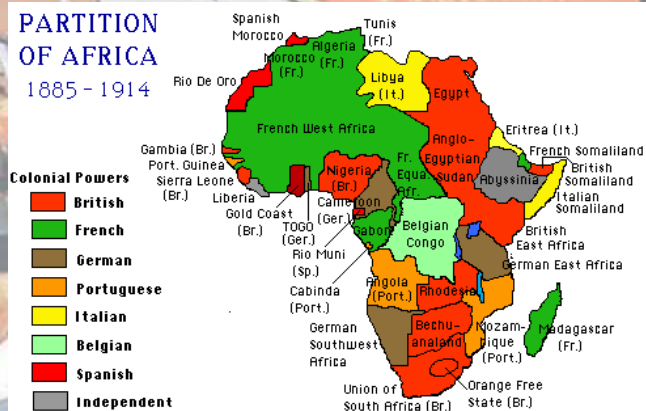 PARTITION
OF AFRICA
1885 - 1914
Spanish
Morocco
Tunis
(Fr.)
Algeria
(Fr.)
Morocco
(Fr.)
Libya
(It.)
Egypt
Rio De Oro
French West Africa
Anglo-
Egyptian
Sudan
Eritrea (It.)
French Somaliland
British
Somaliland
Italian
Somaliland
Abyssinia
Gambia (Br.)
Port. Guinea
Sierra Leone
(Br.)
Liberia
Gold Coast
(Br.)
TOGO
(Ger.)
Nigeria
(Br.)
Cameroon
(Ger.)
Fr.
Equa.
Afr.
Rio Muni
(Sp.)
Gabon
Cabinda
(Port.)
Belgian
Congo
British
East Africa
German East Africa
Angola
(Port.)
Rhodesia
German
Southwest
Africa
Bechu-
analand
Mozam-
bique
(Port.)
Madagascar
(Fr.)
Union of
South Africa (Br.)
Orange Free
State (Br.)
Colonial Powers
British
French
German
Portuguese
Italian
Belgian
Spanish
Independent